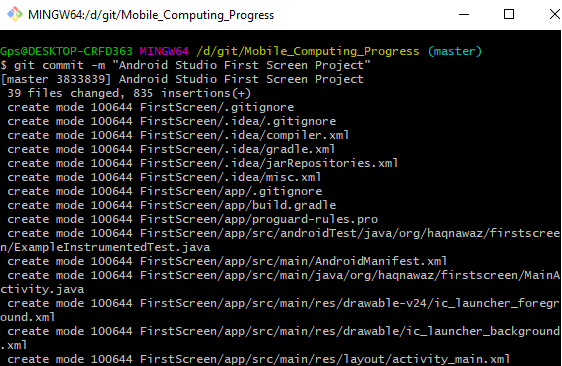 MINGW64:/d/git/Mobile_Computing_Progress
Gps@DESKTOP-CRFD363 MINGW64 /d/git/Mobile_Computing_Progress (master)
$ git commit -m "Android Studio First Screen Project"
[master 3833839] Android Studio First Screen Project
 39 files changed, 835 insertions(+)
 create mode 100644 FirstScreen/.gitignore
 create mode 100644 FirstScreen/.idea/.gitignore
 create mode 100644 FirstScreen/.idea/compiler.xml
 create mode 100644 FirstScreen/.idea/gradle.xml
 create mode 100644 FirstScreen/.idea/jarRepositories.xml
 create mode 100644 FirstScreen/.idea/misc.xml
 create mode 100644 FirstScreen/app/.gitignore
 create mode 100644 FirstScreen/app/build.gradle
 create mode 100644 FirstScreen/app/proguard-rules.pro
 create mode 100644 FirstScreen/app/src/androidTest/java/org/haqnawaz/firstscree
n/ExampleInstrumentedTest.java
 create mode 100644 FirstScreen/app/src/main/AndroidManifest.xml
 create mode 100644 FirstScreen/app/src/main/java/org/haqnawaz/firstscreen/MainA
ctivity.java
 create mode 100644 FirstScreen/app/src/main/res/drawable-v24/ic_launcher_foregr
ound.xml
 create mode 100644 FirstScreen/app/src/main/res/drawable/ic_launcher_background
.xml
 create mode 100644 FirstScreen/app/src/main/res/layout/activity_main.xml